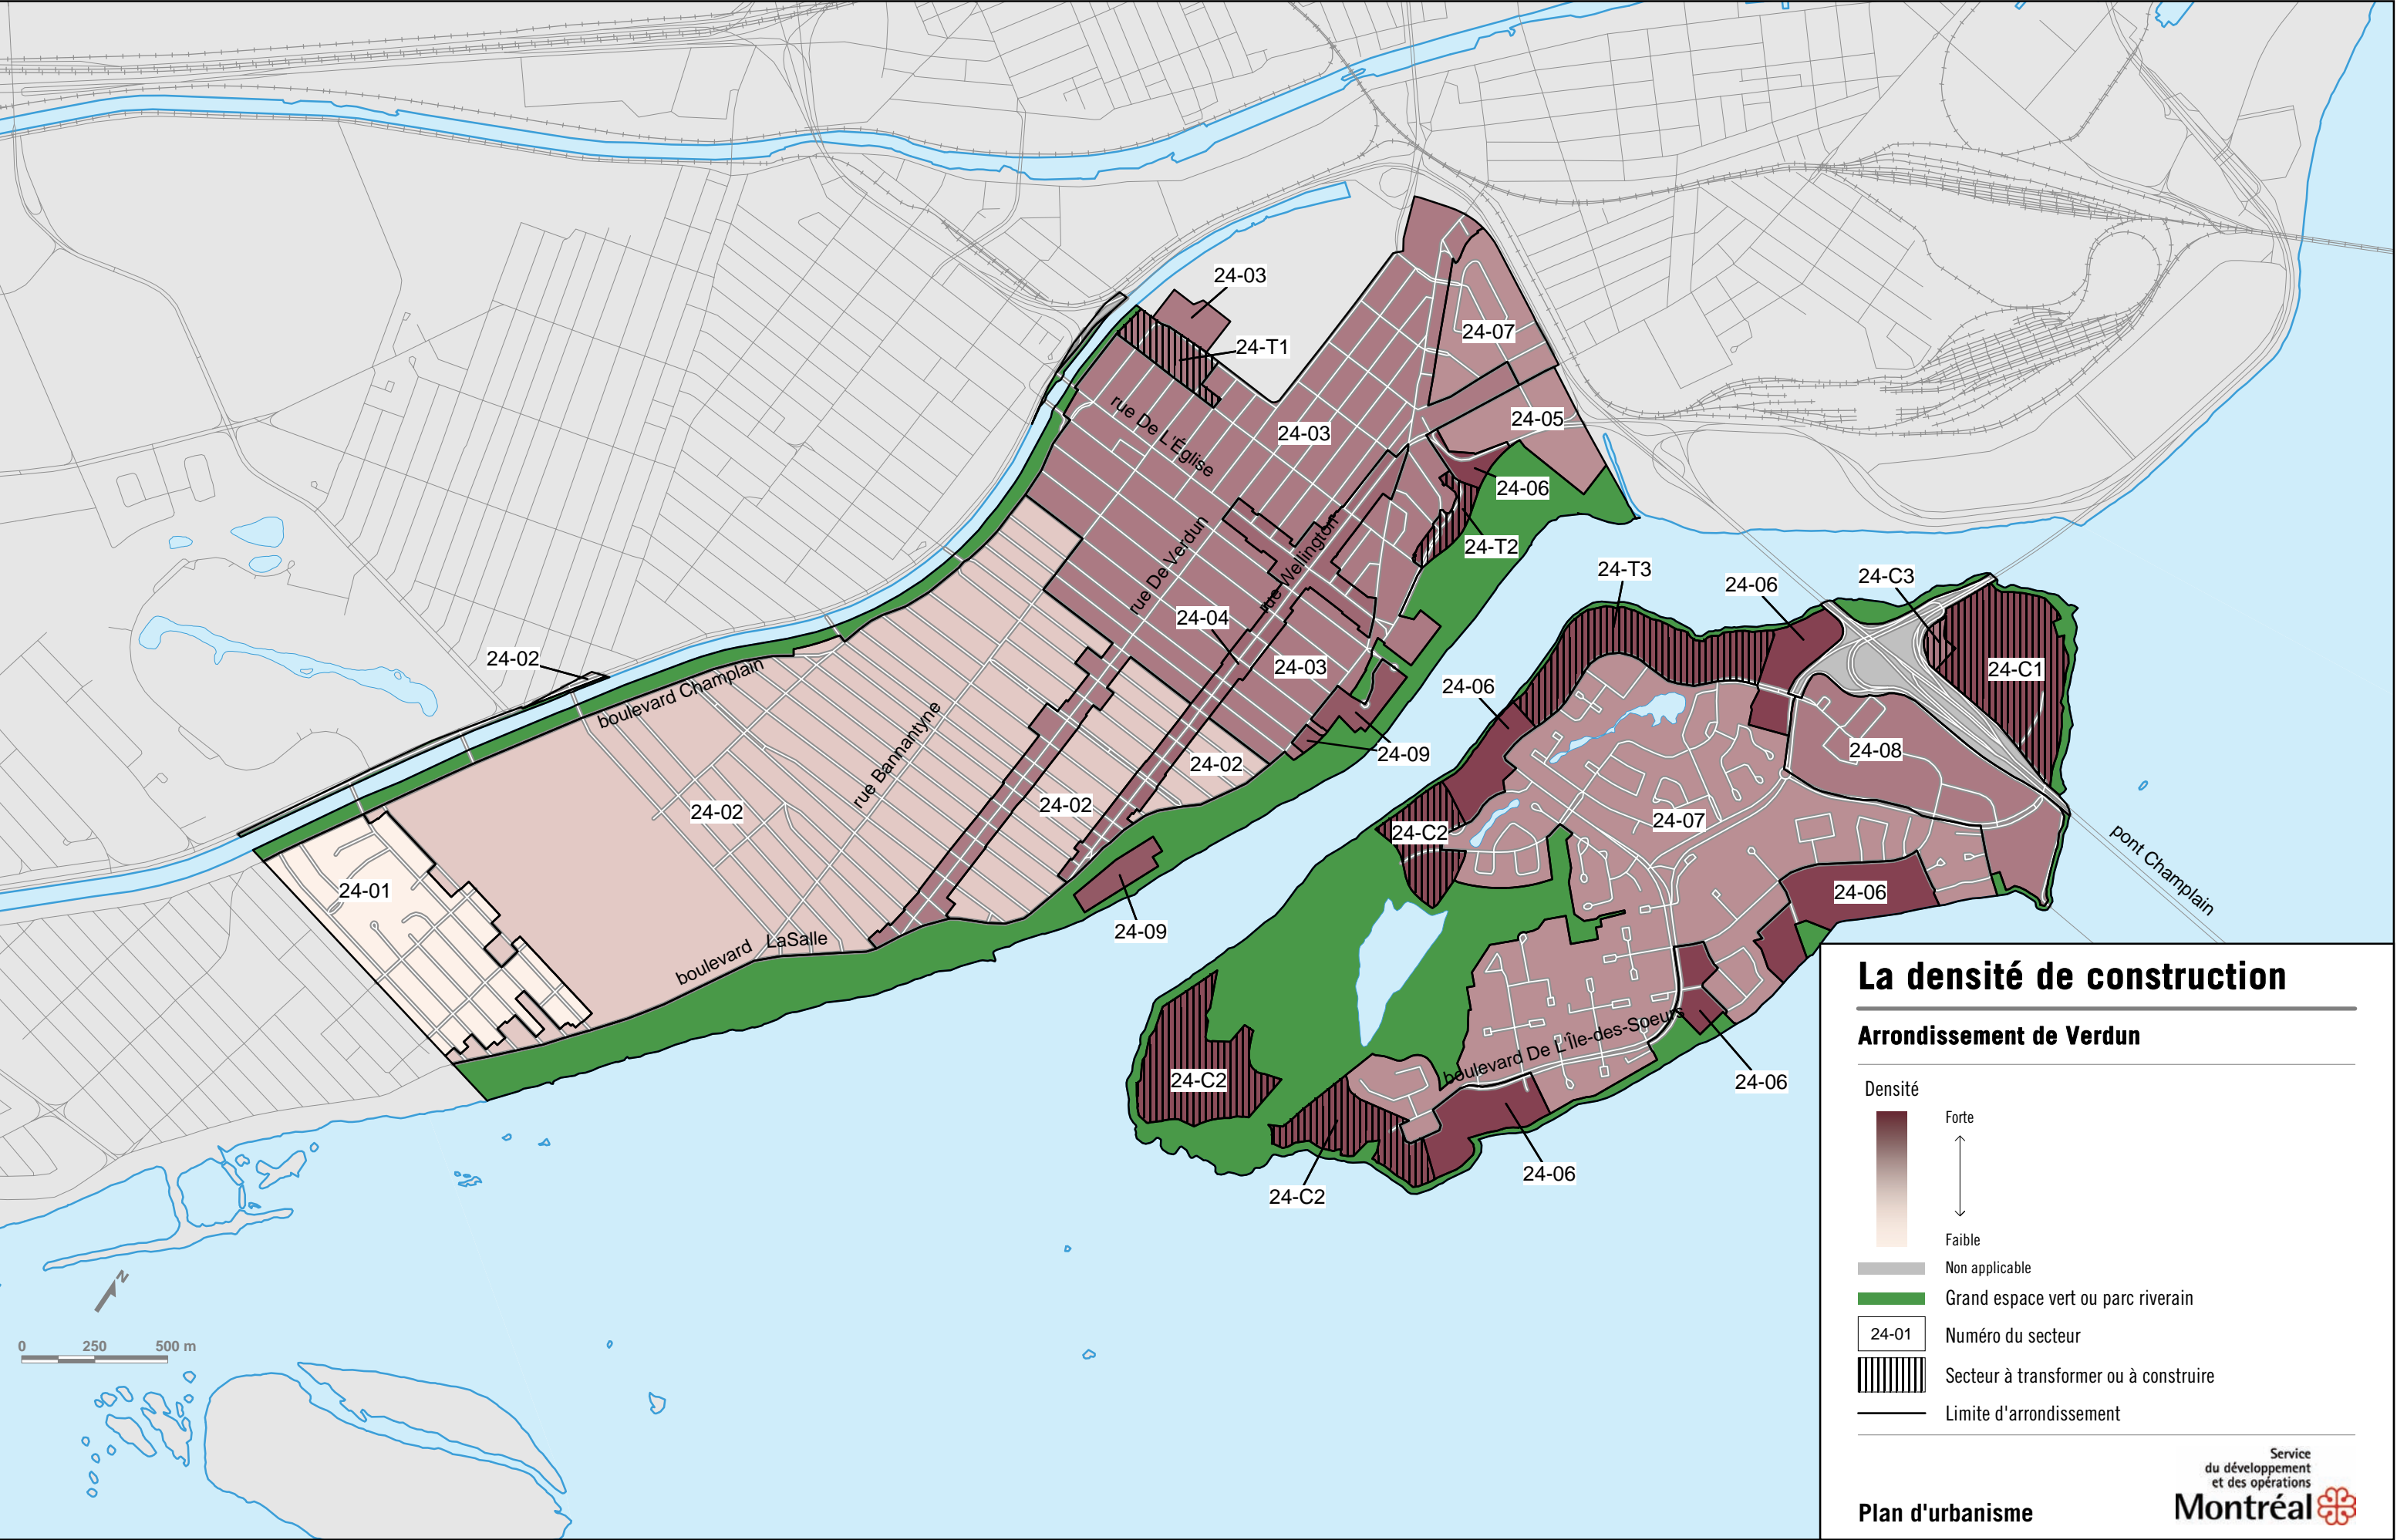 24-03
24-T1
24-07
24-05
24-03
rue De L'Église
24-06
24-T2
rue De Verdun
rue Wellington
24-T3
24-06
24-C3
24-C1
24-04
24-03
24-02
boulevard Champlain
24-06
24-09
24-08
24-02
rue Bannantyne
24-02
24-02
24-07
24-C2
pont Champlain
24-01
24-06
24-09
boulevard LaSalle
boulevard De L'Île-des-Soeurs
24-C2
24-06
24-06
24-C2
N
0 250 500 m
La densité de construction
Arrondissement de Verdun
Densité
Forte
Faible
Non applicable
Grand espace vert ou parc riverain
24-01 Numéro du secteur
Secteur à transformer ou à construire
Limite d'arrondissement
Service
du développement
et des opérations
Montréal
Plan d'urbanisme